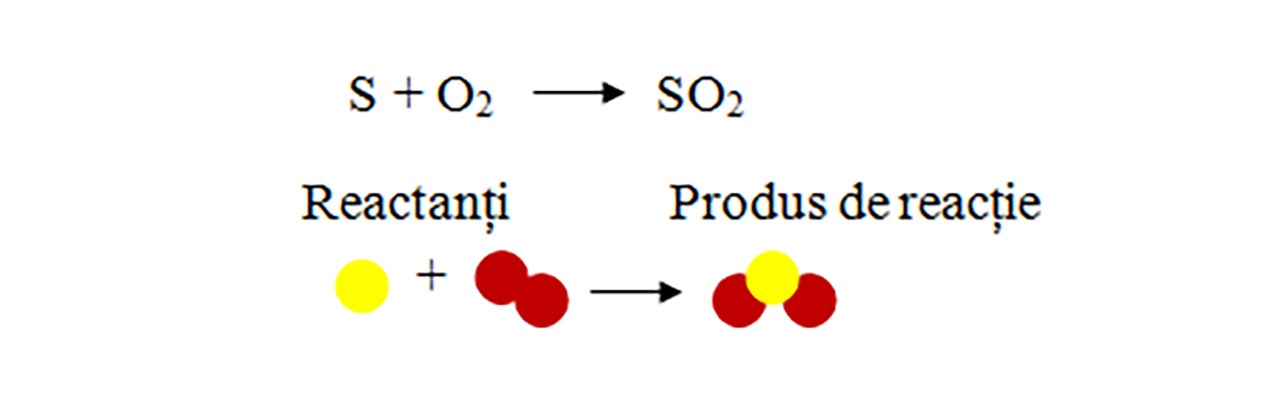 S + O₂ ⟶ SO₂
Reactanți Produs de reacție
+ ⟶